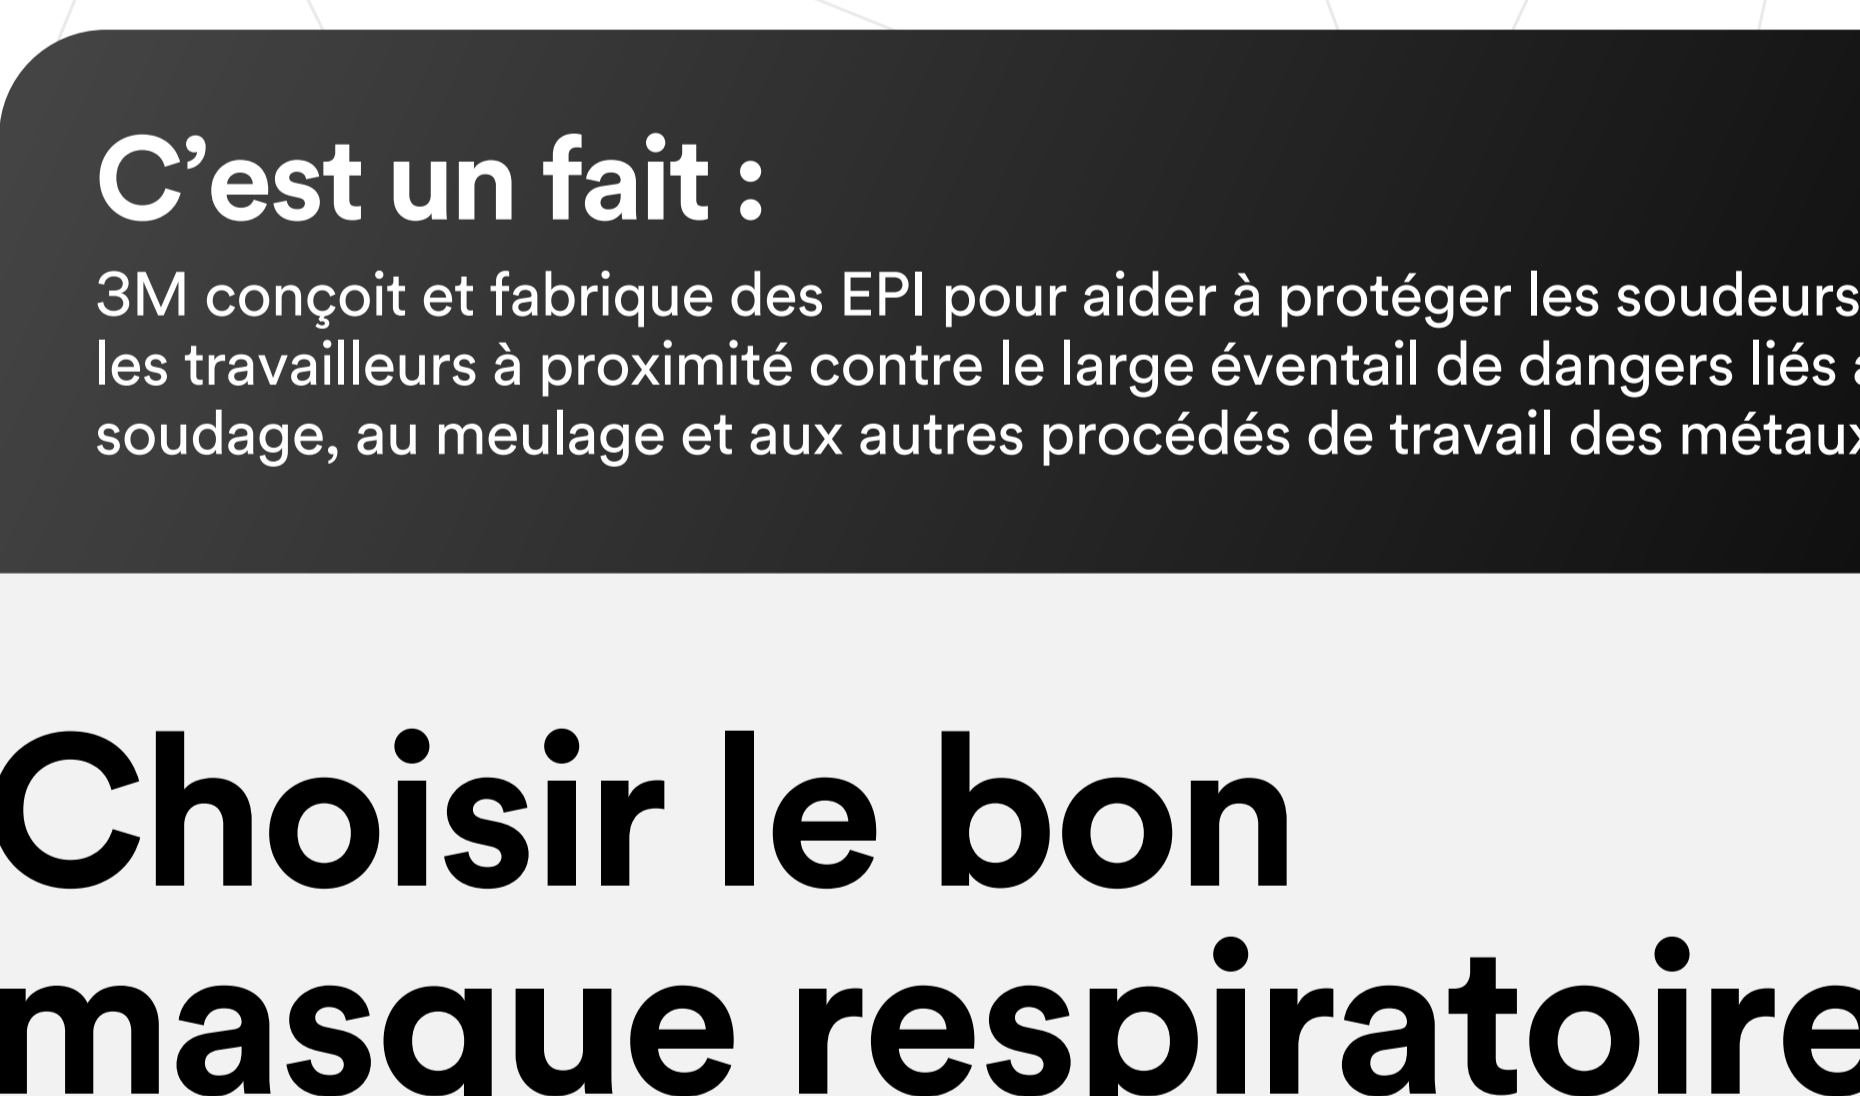 C’est un fait :
3M conçoit et fabrique des EPI pour aider à protéger les soudeurs
les travailleurs à proximité contre le large éventail de dangers liés
soudage, au meulage et aux autres procédés de travail des métaux
Choisir le bon
masque respiratoire